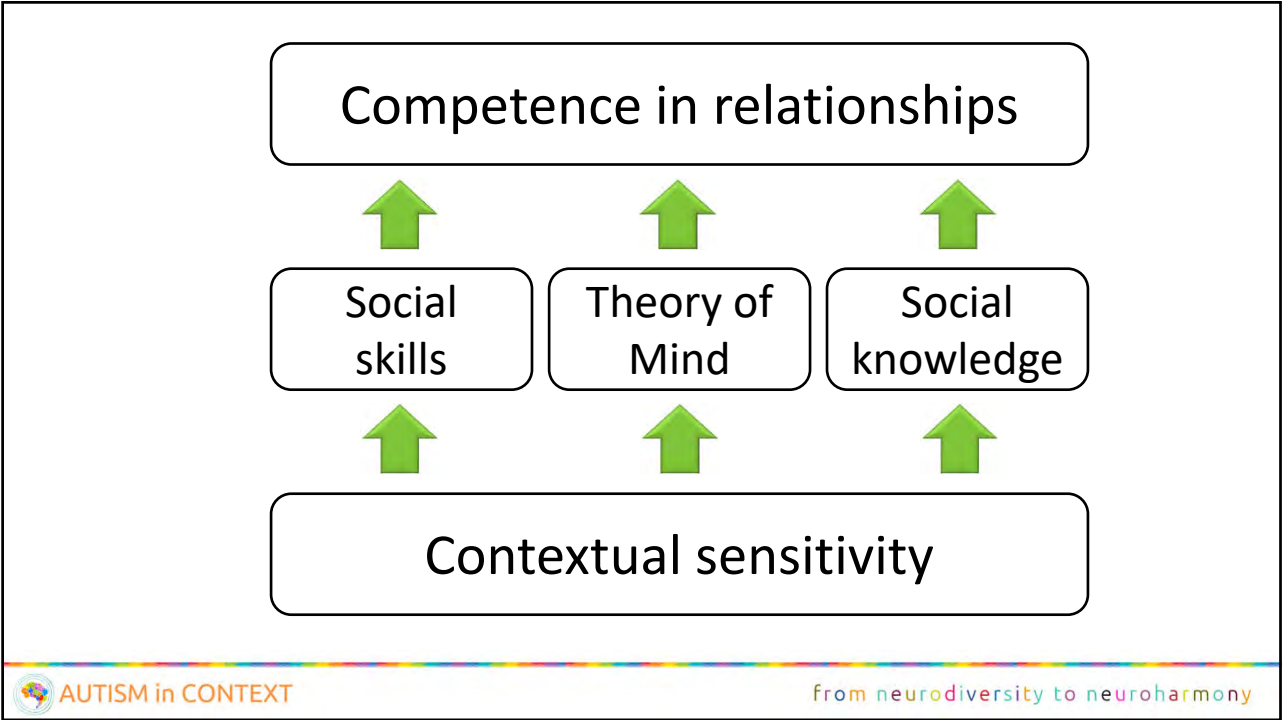 Competence in relationships
Social
skills
Theory of
Mind
Social
knowledge
Contextual sensitivity
AUTISM in CONTEXT
from neurodiversity to neuroharmony